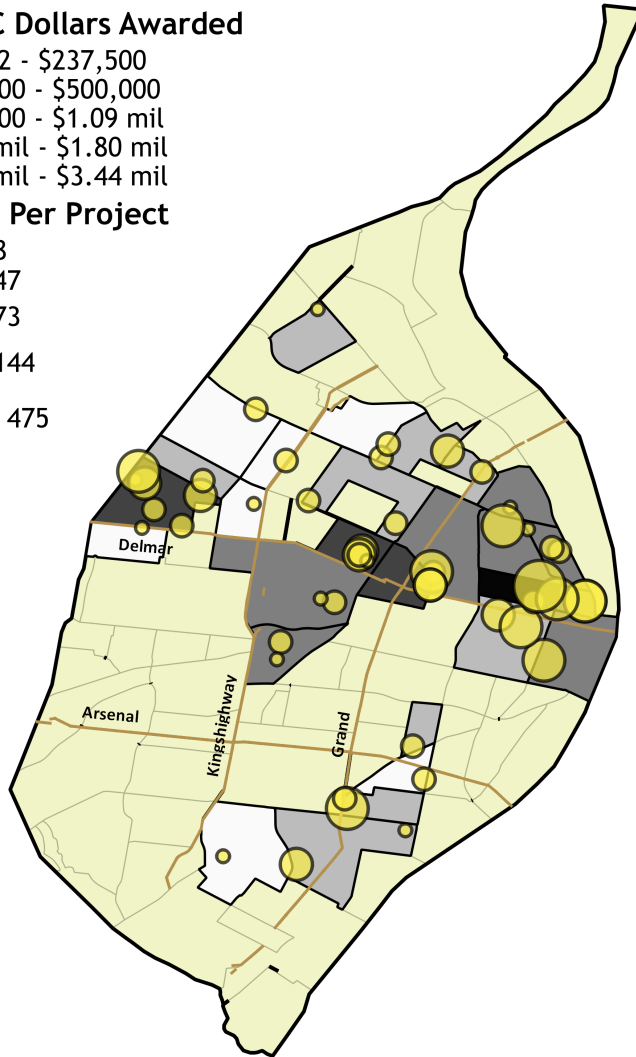 C Dollars Awarded
2 - $237,500
00 - $500,000
00 - $1.09 mil
mil - $1.80 mil
mil - $3.44 mil
Per Project
3
47
73
144
475
Delmar
Kingshighway
Grand
Arsenal